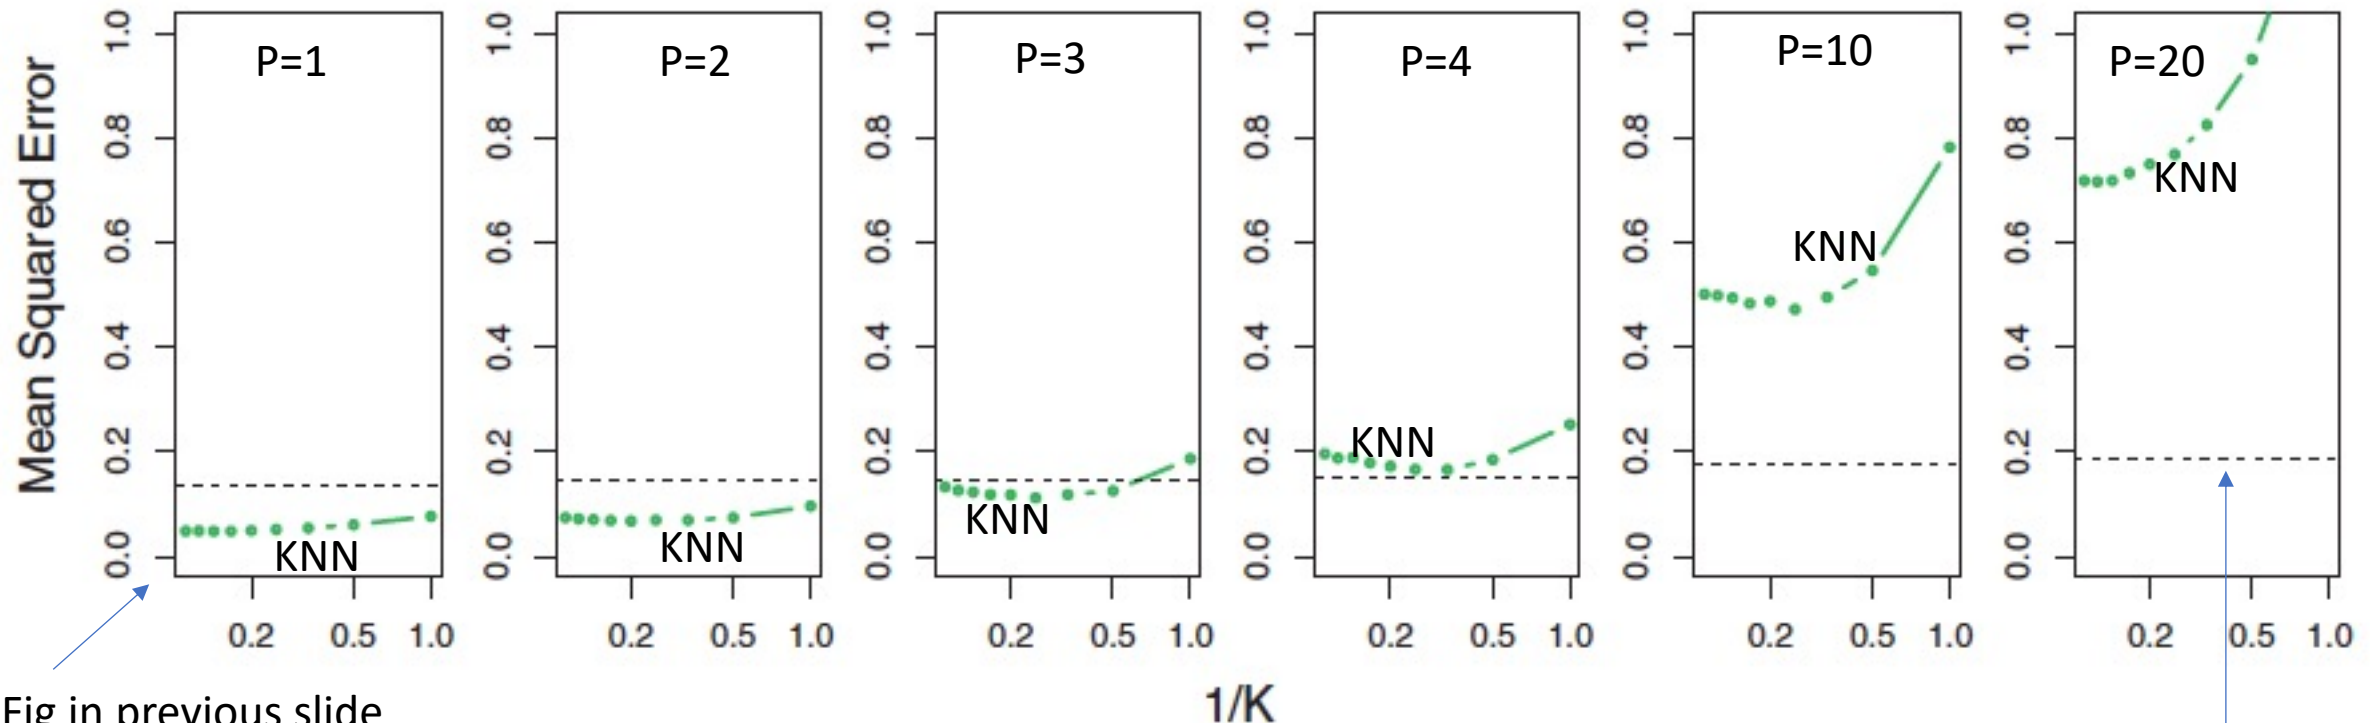 Mean Squared Error
0.0 0.2 0.4 0.6 0.8 1.0
P=1
KNN
0.2 0.5 1.0
0.0 0.2 0.4 0.6 0.8 1.0
P=2
KNN
0.2 0.5 1.0
0.0 0.2 0.4 0.6 0.8 1.0
P=3
KNN
0.2 0.5 1.0
0.0 0.2 0.4 0.6 0.8 1.0
P=4
KNN
0.2 0.5 1.0
0.0 0.2 0.4 0.6 0.8 1.0
P=10
KNN
0.2 0.5 1.0
0.0 0.2 0.4 0.6 0.8 1.0
P=20
KNN
0.2 0.5 1.0
1/K
Fig in previous slide